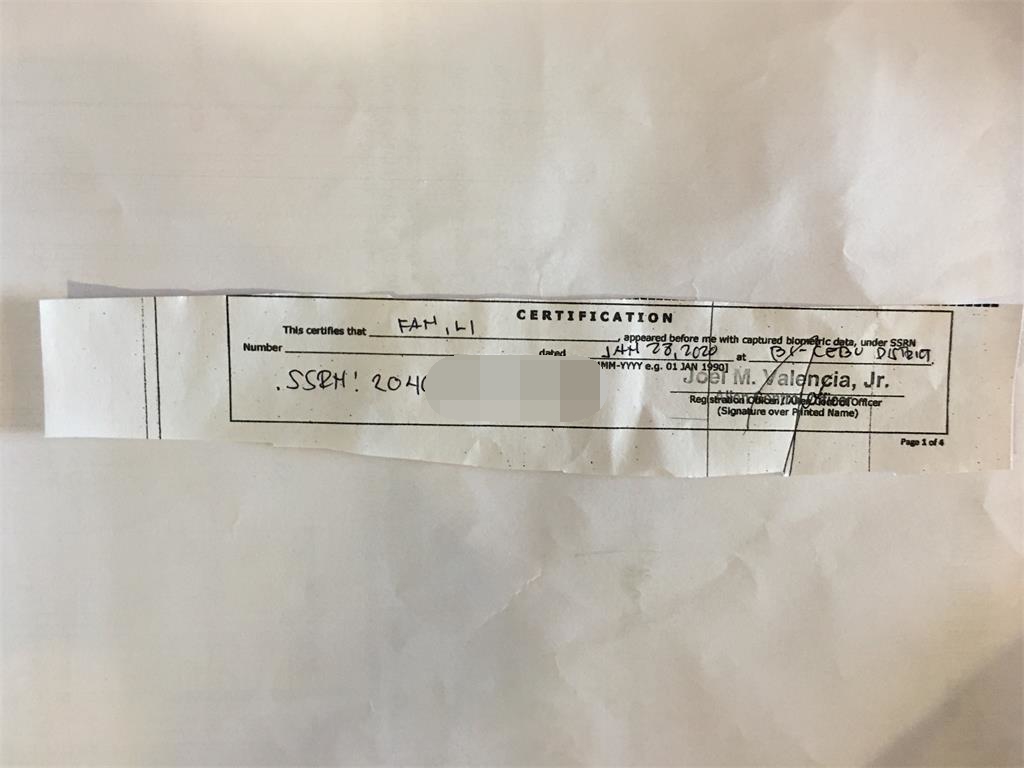 CERTIFICATION
This certifies that FAN, LI, appeared before me with captured biometric data, under SSRN
Number dated JAN 28, 2020 at BI-CEBU DISTRICT
MM-YYYY e.g. 01 JAN 1990]
SSRN: 204
Joel M. Valencia, Jr.
Registration Officer
(Signature over Printed Name)
Page 1 of 4